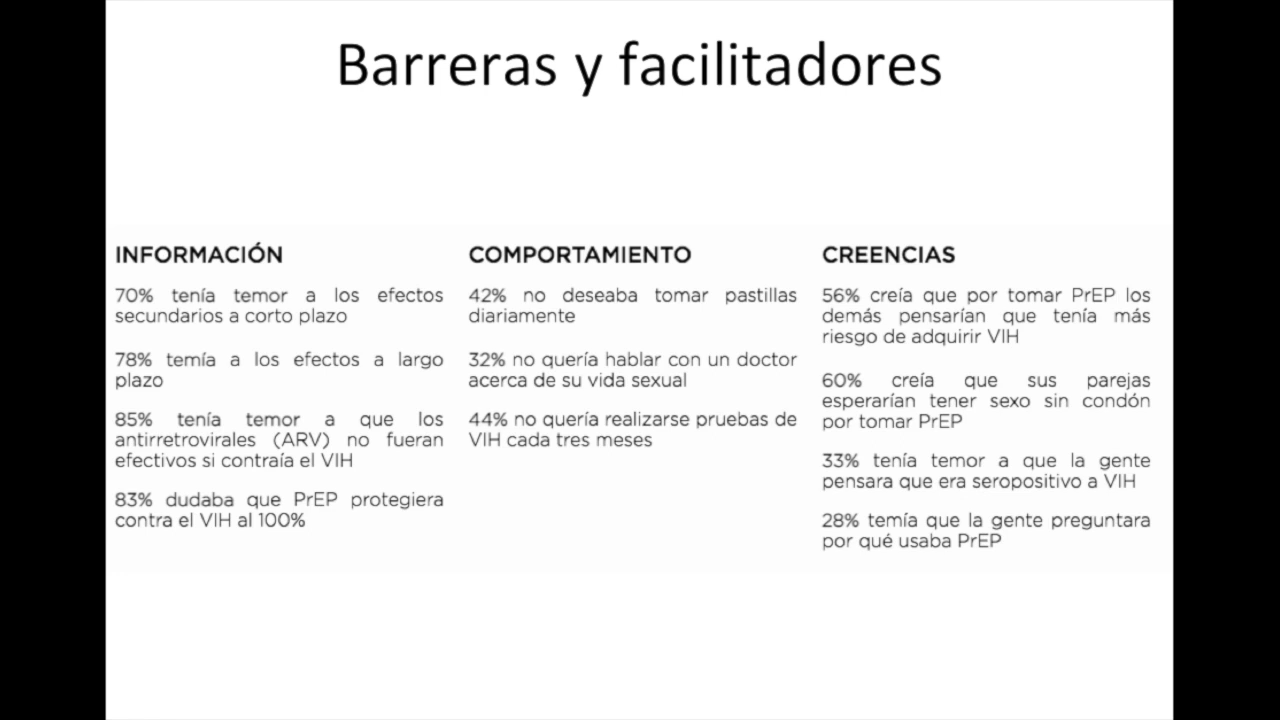 Barreras y facilitadores
INFORMACIÓN
70% tenía temor a los efectos
secundarios a corto plazo
78% temía a los efectos a largo
plazo
85% tenía temor a que los
antirretrovirales (ARV) no fueran
efectivos si contraía el VIH
83% dudaba que PrEP protegiera
contra el VIH al 100%
COMPORTAMIENTO
42% no deseaba tomar pastillas
diariamente
32% no quería hablar con un doctor
acerca de su vida sexual
44% no quería realizarse pruebas de
VIH cada tres meses
CREENCIAS
56% creía que por tomar PrEP los
demás pensarían que tenía más
riesgo de adquirir VIH
60% creía que sus parejas
esperarían tener sexo sin condón
por tomar PrEP
33% tenía temor a que la gente
pensara que era seropositivo a VIH
28% temía que la gente preguntara
por qué usaba PrEP